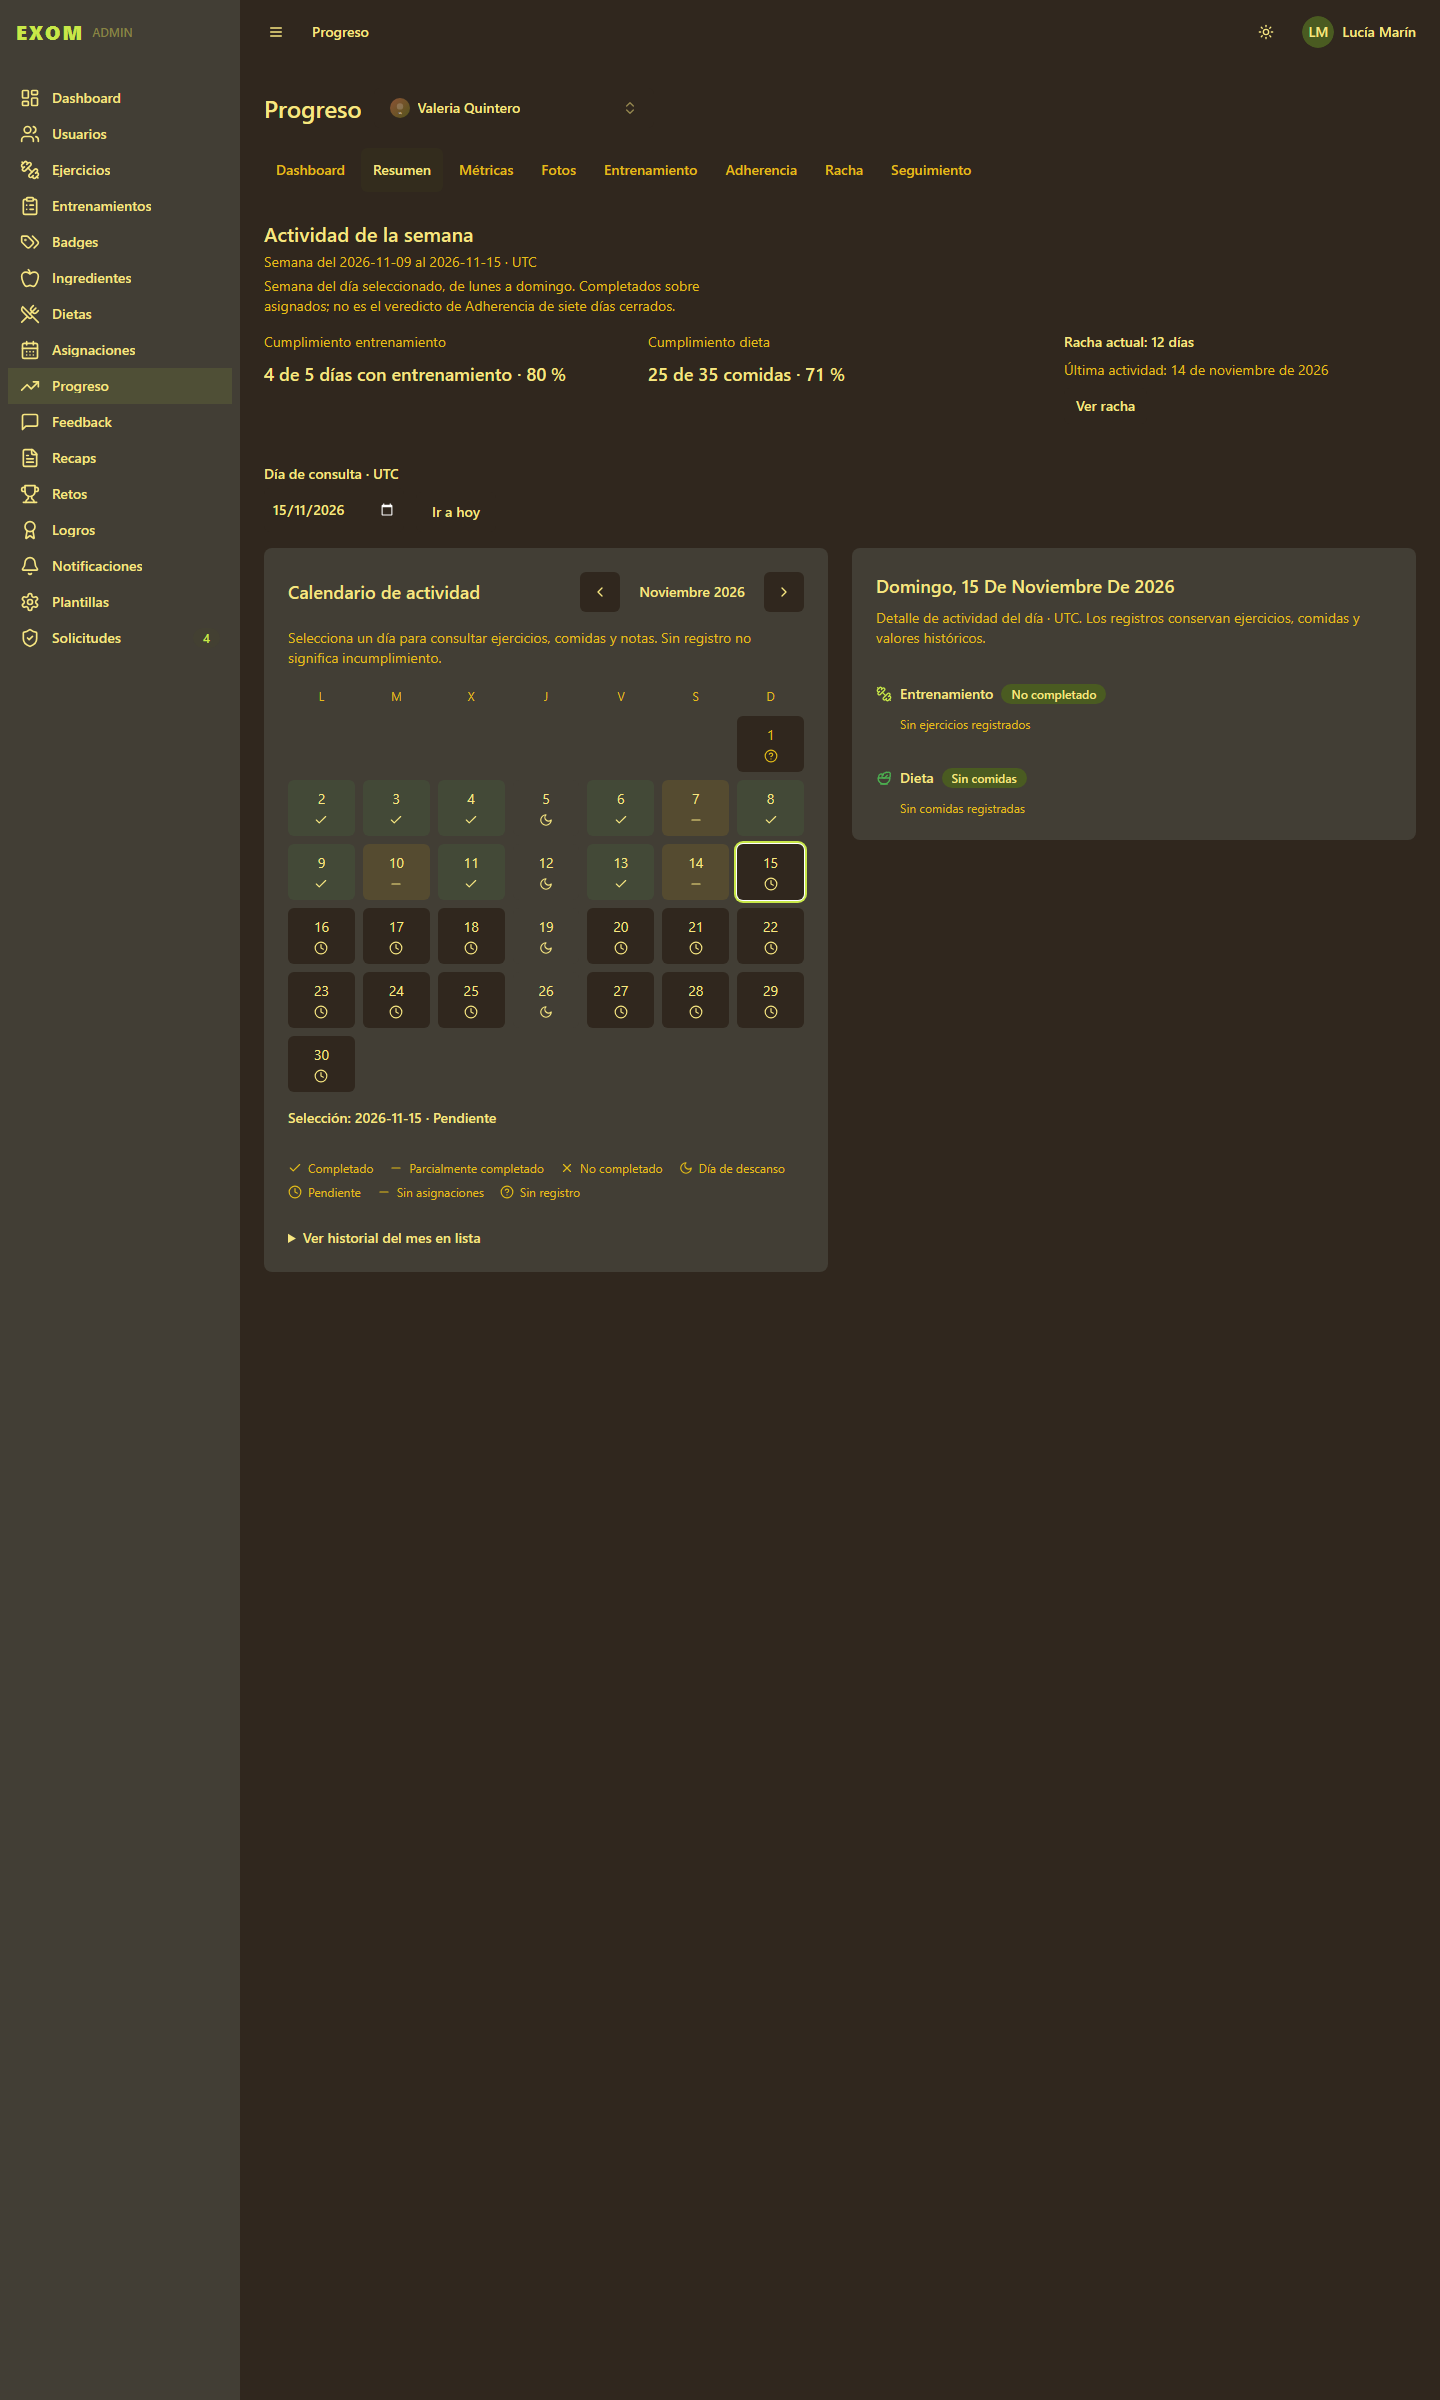 EXOM ADMIN
Dashboard
Usuarios
Ejercicios
Entrenamientos
Badges
Ingredientes
Dietas
Asignaciones
Progreso
Feedback
Recaps
Retos
Logros
Notificaciones
Plantillas
Solicitudes 4
Progreso
LM Lucía Marín
Progreso Valeria Quintero
Dashboard Resumen Métricas Fotos Entrenamiento Adherencia Racha Seguimiento
Actividad de la semana
Semana del 2026-11-09 al 2026-11-15 · UTC
Semana del día seleccionado, de lunes a domingo. Completados sobre
asignados; no es el veredicto de Adherencia de siete días cerrados.
Cumplimiento entrenamiento
4 de 5 días con entrenamiento · 80 %
Cumplimiento dieta
25 de 35 comidas · 71 %
Racha actual: 12 días
Última actividad: 14 de noviembre de 2026
Ver racha
Día de consulta · UTC
15/11/2026 Ir a hoy
Calendario de actividad Noviembre 2026
Selecciona un día para consultar ejercicios, comidas y notas. Sin registro no
significa incumplimiento.
L M X J V S D
1
2 3 4 5 6 7 8
9 10 11 12 13 14 15
16 17 18 19 20 21 22
23 24 25 26 27 28 29
30
Selección: 2026-11-15 · Pendiente
Completado Parcialmente completado No completado Día de descanso
Pendiente Sin asignaciones Sin registro
Ver historial del mes en lista
Domingo, 15 De Noviembre De 2026
Detalle de actividad del día · UTC. Los registros conservan ejercicios, comidas y
valores históricos.
Entrenamiento No completado
Sin ejercicios registrados
Dieta Sin comidas
Sin comidas registradas